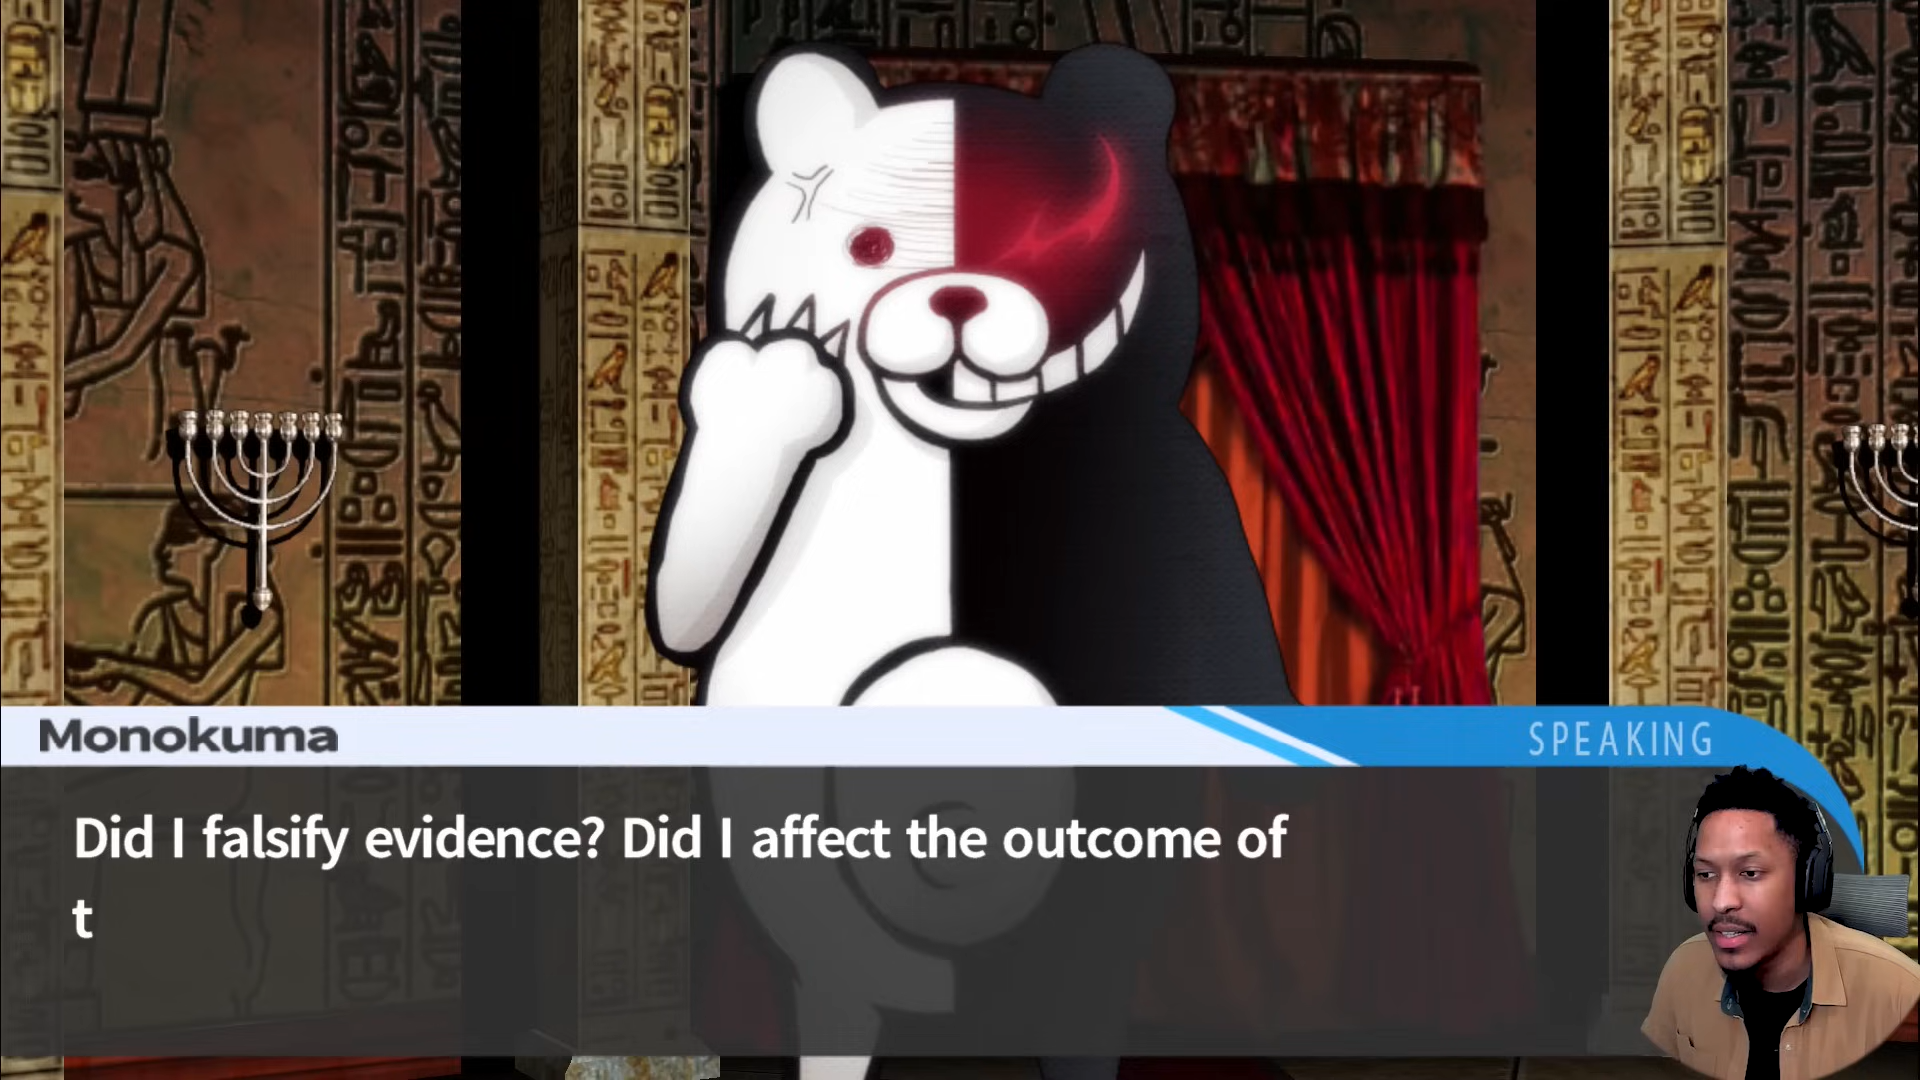 Monokuma
SPEAKING
Did I falsify evidence? Did I affect the outcome of
t